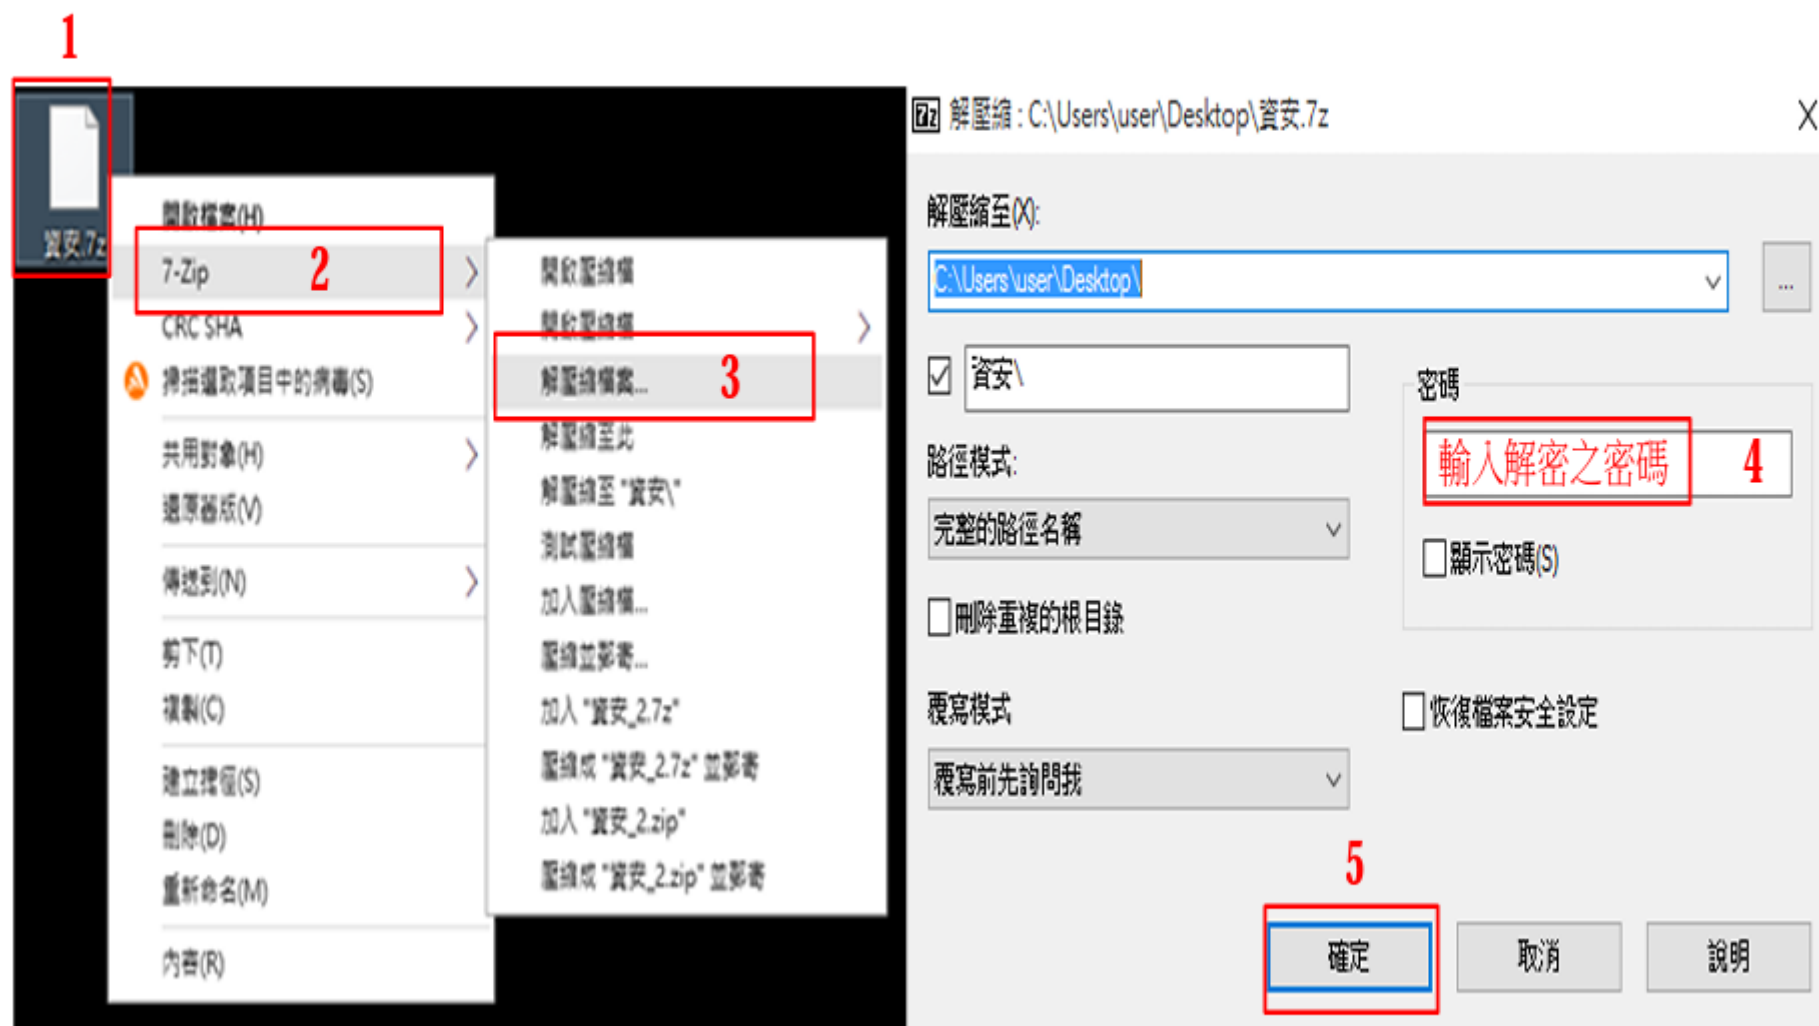 1
資安.7z
開啟檔案(H)
7-Zip
2
CRC SHA
掃描選取項目中的病毒(S)
共用對象(H)
還原舊版(V)
傳送到(N)
剪下(T)
複製(C)
建立捷徑(S)
刪除(D)
重新命名(M)
內容(R)
開啟壓縮檔
開啟壓縮檔
解壓縮檔案...
3
解壓縮至此
解壓縮至 "資安\"
測試壓縮檔
加入壓縮檔...
壓縮並郵寄...
加入 "資安_2.7z"
壓縮成 "資安_2.7z" 並郵寄
加入 "資安_2.zip"
壓縮成 "資安_2.zip" 並郵寄
7z 解壓縮 : C:\Users\user\Desktop\資安.7z
解壓縮至(X):
C:\Users\user\Desktop\
...
資安\
路徑模式:
完整的路徑名稱
刪除重複的根目錄
覆寫模式
覆寫前先詢問我
密碼
輸入解密之密碼
4
顯示密碼(S)
恢復檔案安全設定
5
確定
取消
說明